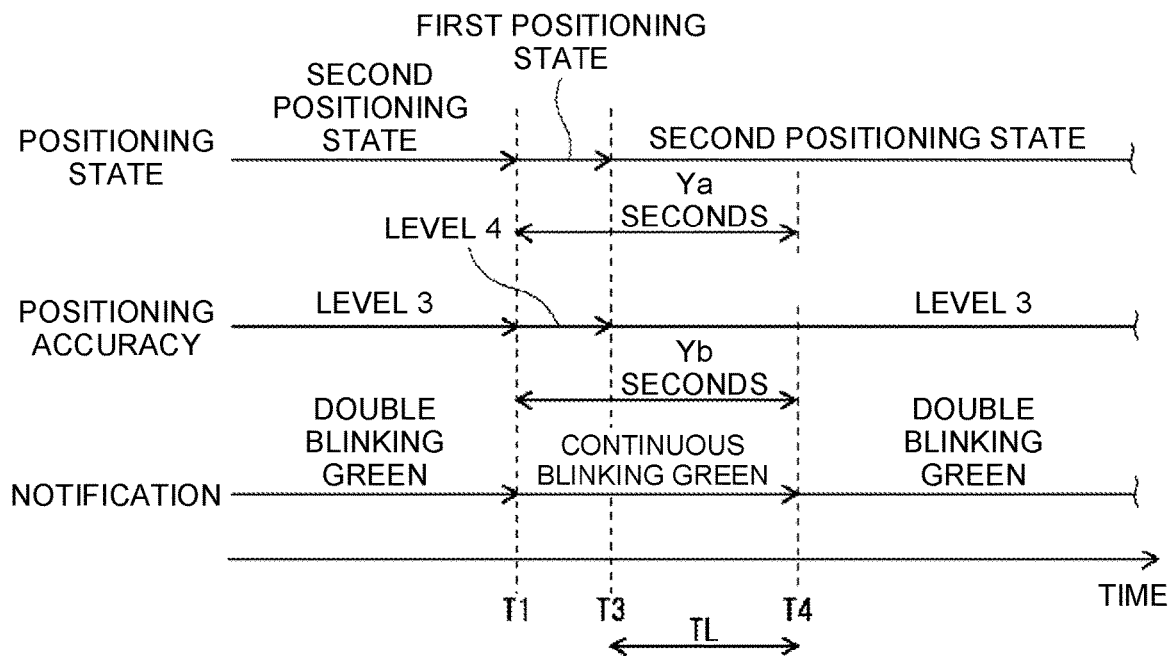 FIRST POSITIONING
STATE
SECOND
POSITIONING
STATE
SECOND POSITIONING STATE
POSITIONING
STATE
Ya
SECONDS
LEVEL 4
LEVEL 3
LEVEL 3
POSITIONING
ACCURACY
Yb
SECONDS
DOUBLE
BLINKING
GREEN
CONTINUOUS
BLINKING GREEN
DOUBLE
BLINKING
GREEN
NOTIFICATION
TIME
T1 T3 T4
TL